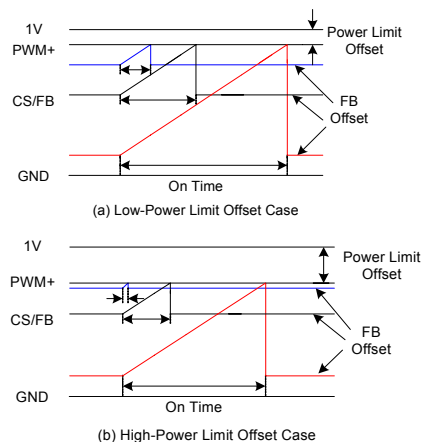 1V
Power Limit
Offset
PWM+
CS/FB
FB
Offset
GND
On Time
(a) Low-Power Limit Offset Case
1V
Power Limit
Offset
PWM+
CS/FB
FB
Offset
GND
On Time
(b) High-Power Limit Offset Case